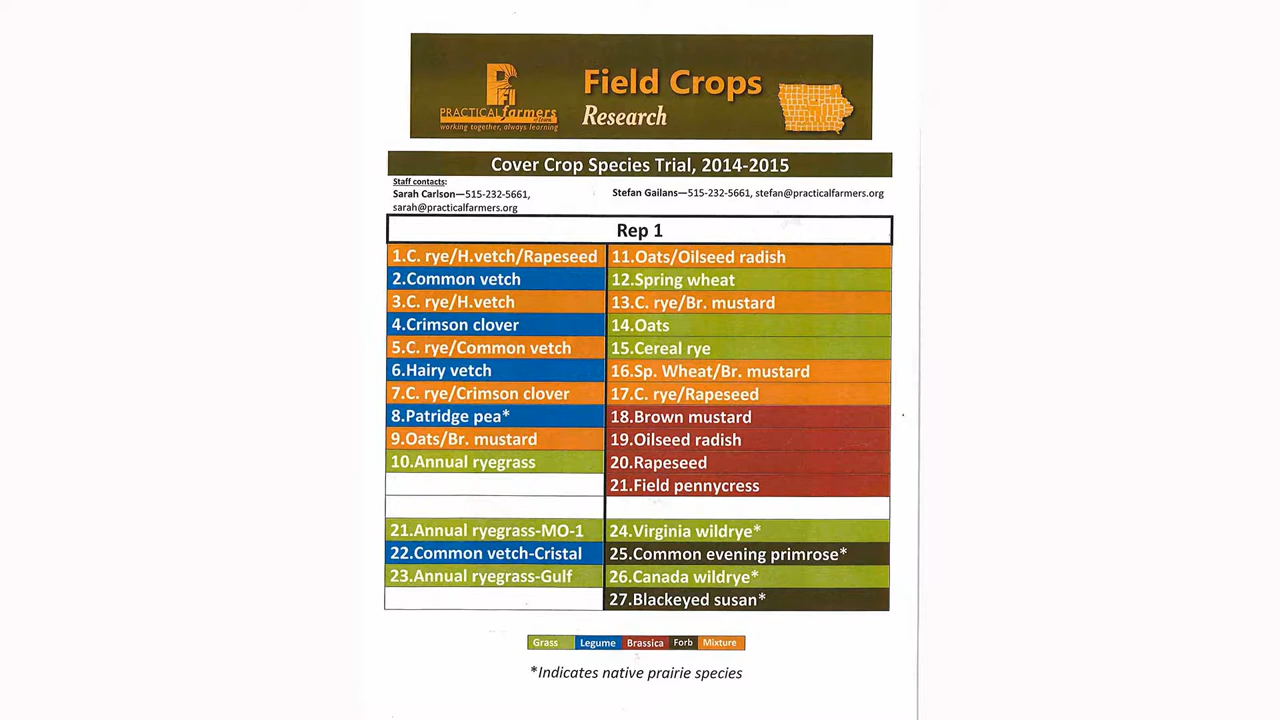 PRACTICAL farmers
of Iowa
working together, always learning
Field Crops
Research
Cover Crop Species Trial, 2014-2015
Staff contacts:
Sarah Carlson—515-232-5661,
sarah@practicalfarmers.org
Stefan Gailans—515-232-5661, stefan@practicalfarmers.org
Rep 1
1.C. rye/H.vetch/Rapeseed
2.Common vetch
3.C. rye/H.vetch
4.Crimson clover
5.C. rye/Common vetch
6.Hairy vetch
7.C. rye/Crimson clover
8.Patridge pea*
9.Oats/Br. mustard
10.Annual ryegrass
11.Oats/Oilseed radish
12.Spring wheat
13.C. rye/Br. mustard
14.Oats
15.Cereal rye
16.Sp. Wheat/Br. mustard
17.C. rye/Rapeseed
18.Brown mustard
19.Oilseed radish
20.Rapeseed
21.Field pennycress
21.Annual ryegrass-MO-1
22.Common vetch-Cristal
23.Annual ryegrass-Gulf
24.Virginia wildrye*
25.Common evening primrose*
26.Canada wildrye*
27.Blackeyed susan*
Grass Legume Brassica Forb Mixture
*Indicates native prairie species